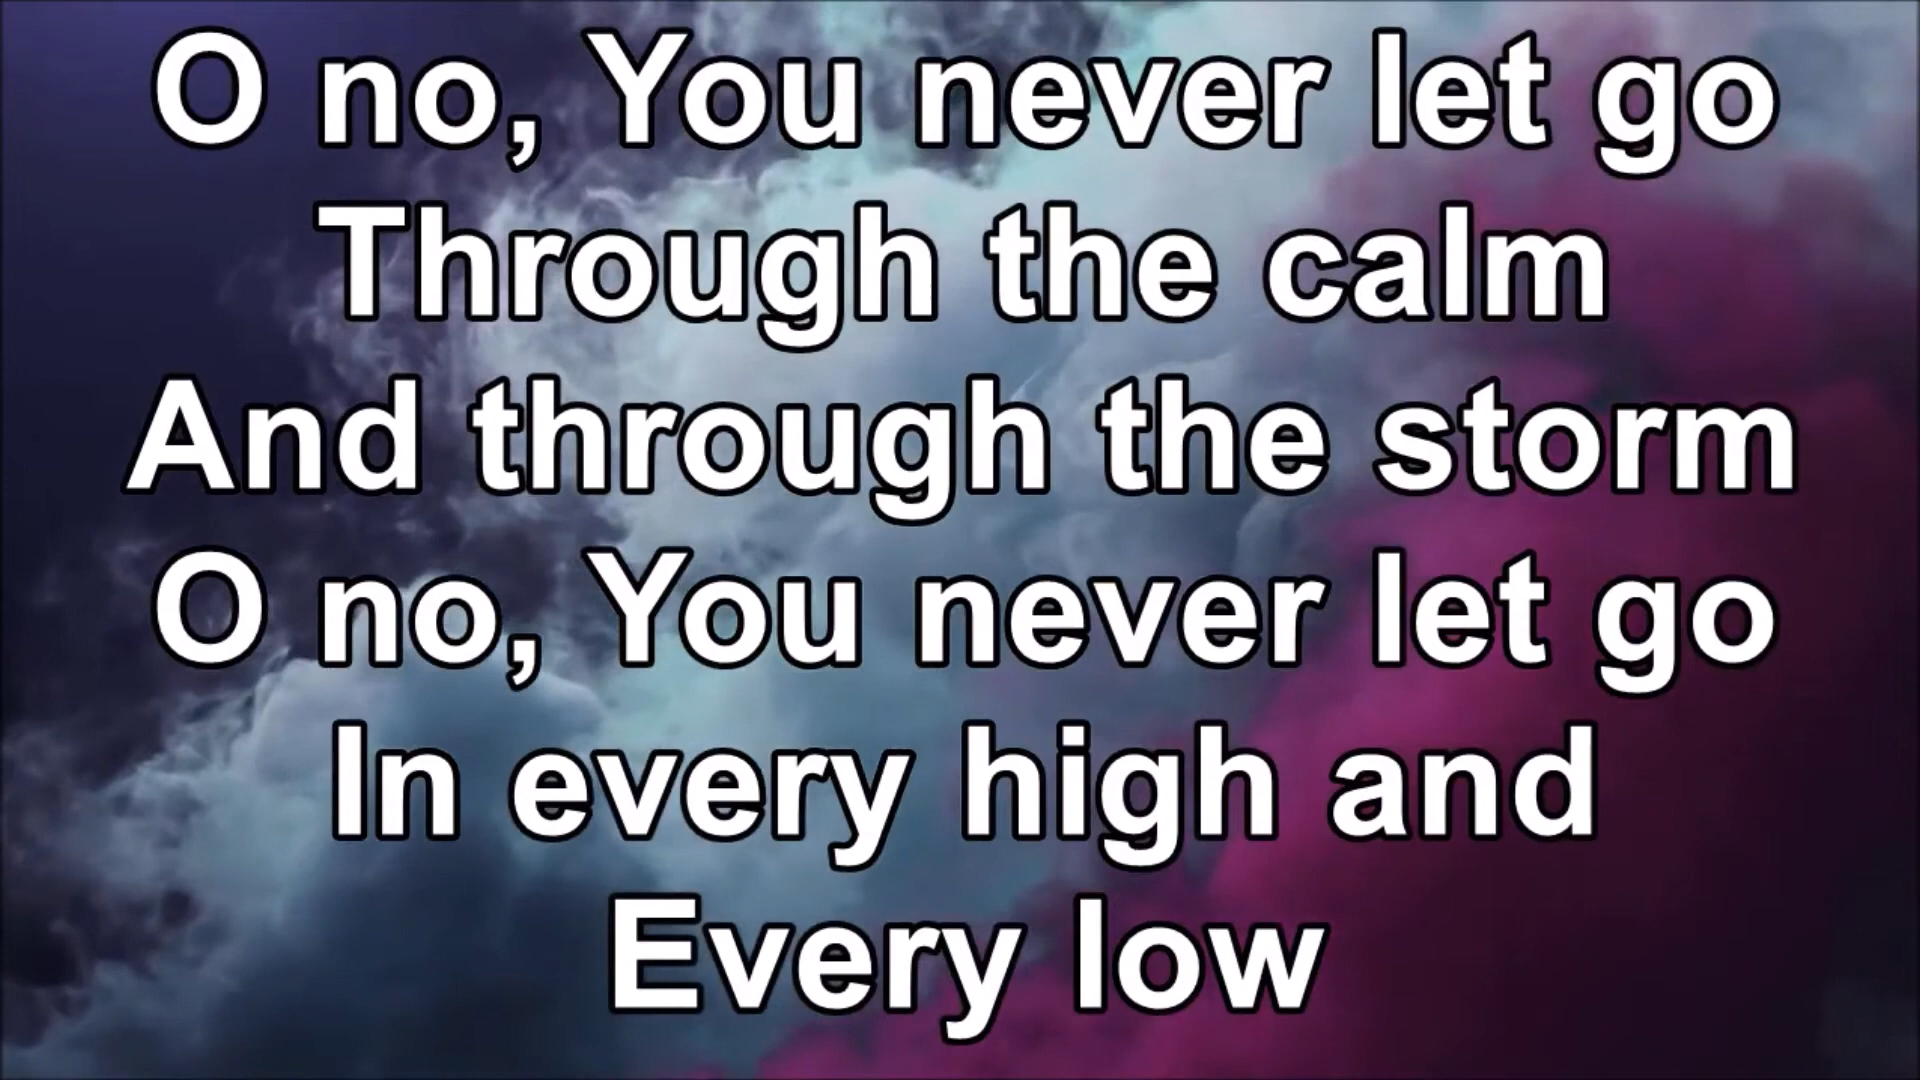 O no, You never let go
Through the calm
And through the storm
O no, You never let go
In every high and
Every low